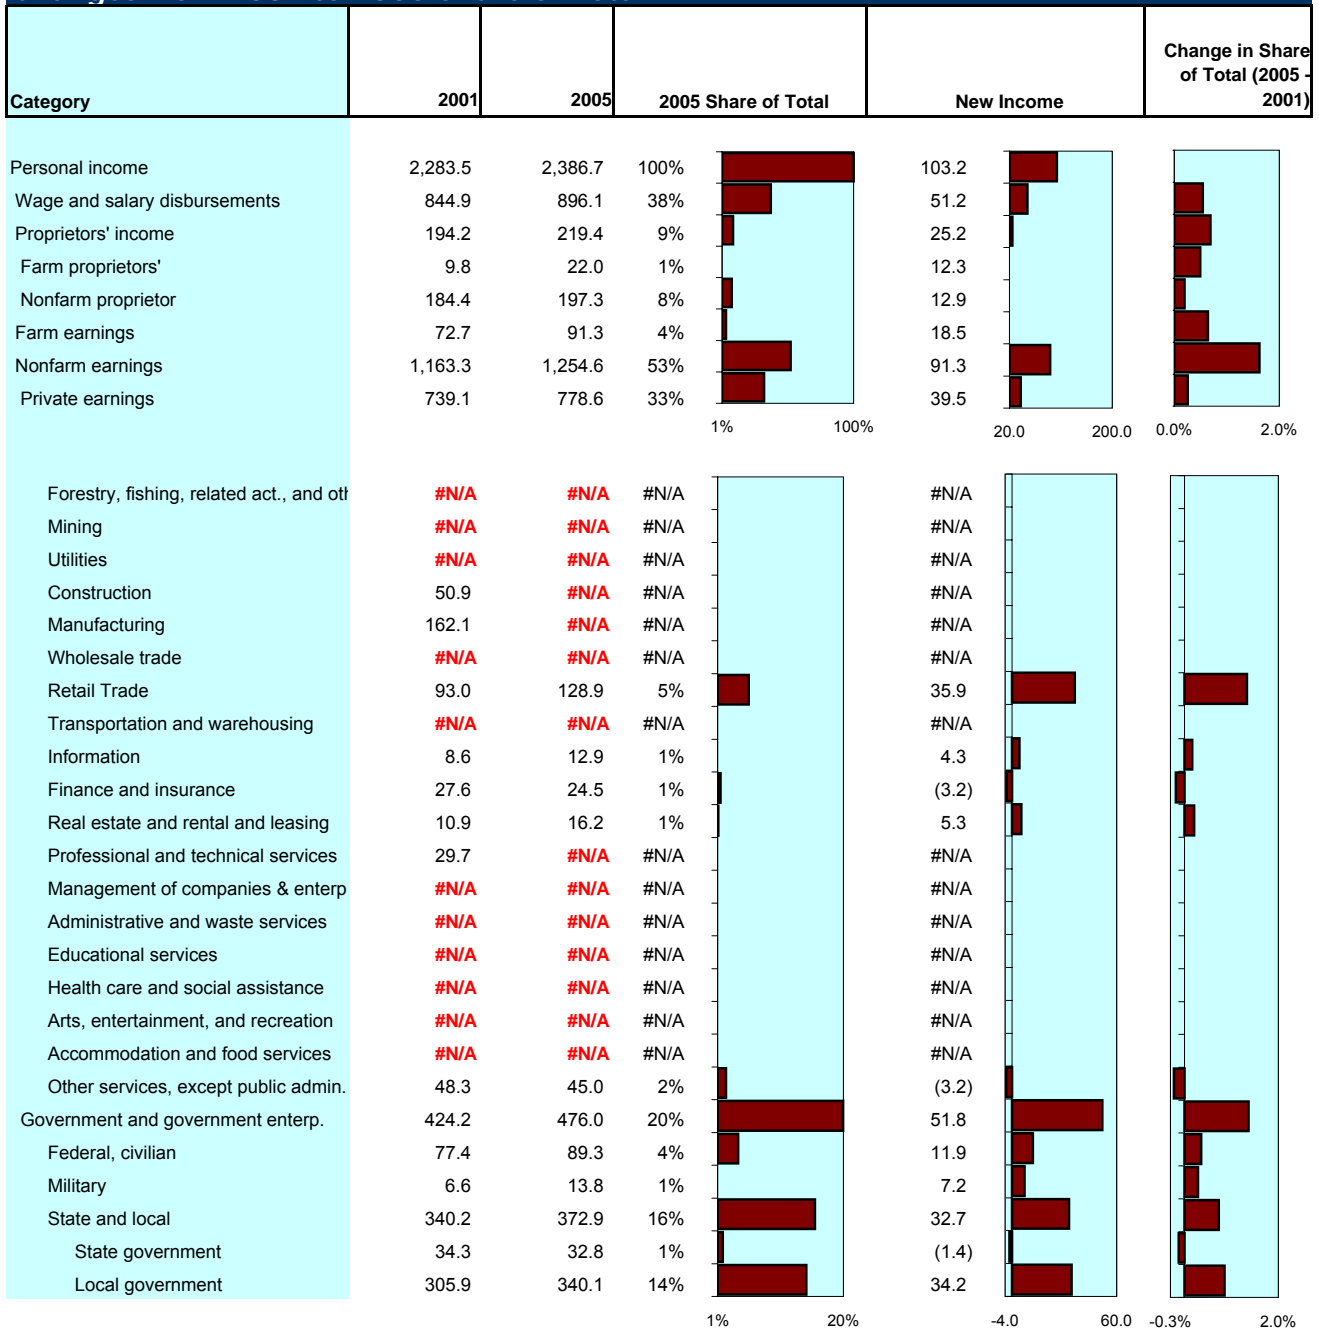 Change in Share
of Total (2005 -
Category 2001 2005 2005 Share of Total New Income 2001)
Personal income 2,283.5 2,386.7 100% 103.2
Wage and salary disbursements 844.9 896.1 38% 51.2
Proprietors' income 194.2 219.4 9% 25.2
Farm proprietors' 9.8 22.0 1% 12.3
Nonfarm proprietor 184.4 197.3 8% 12.9
Farm earnings 72.7 91.3 4% 18.5
Nonfarm earnings 1,163.3 1,254.6 53% 91.3
Private earnings 739.1 778.6 33% 39.5
1% 100% 20.0 200.0 0.0% 2.0%
Forestry, fishing, related act., and oth #N/A #N/A #N/A #N/A
Mining #N/A #N/A #N/A #N/A
Utilities #N/A #N/A #N/A #N/A
Construction 50.9 #N/A #N/A #N/A
Manufacturing 162.1 #N/A #N/A #N/A
Wholesale trade #N/A #N/A #N/A #N/A
Retail Trade 93.0 128.9 5% 35.9
Transportation and warehousing #N/A #N/A #N/A #N/A
Information 8.6 12.9 1% 4.3
Finance and insurance 27.6 24.5 1% (3.2)
Real estate and rental and leasing 10.9 16.2 1% 5.3
Professional and technical services 29.7 #N/A #N/A #N/A
Management of companies & enterp #N/A #N/A #N/A #N/A
Administrative and waste services #N/A #N/A #N/A #N/A
Educational services #N/A #N/A #N/A #N/A
Health care and social assistance #N/A #N/A #N/A #N/A
Arts, entertainment, and recreation #N/A #N/A #N/A #N/A
Accommodation and food services #N/A #N/A #N/A #N/A
Other services, except public admin. 48.3 45.0 2% (3.2)
Government and government enterp. 424.2 476.0 20% 51.8
Federal, civilian 77.4 89.3 4% 11.9
Military 6.6 13.8 1% 7.2
State and local 340.2 372.9 16% 32.7
State government 34.3 32.8 1% (1.4)
Local government 305.9 340.1 14% 34.2
1% 20% -4.0 60.0 -0.3% 2.0%